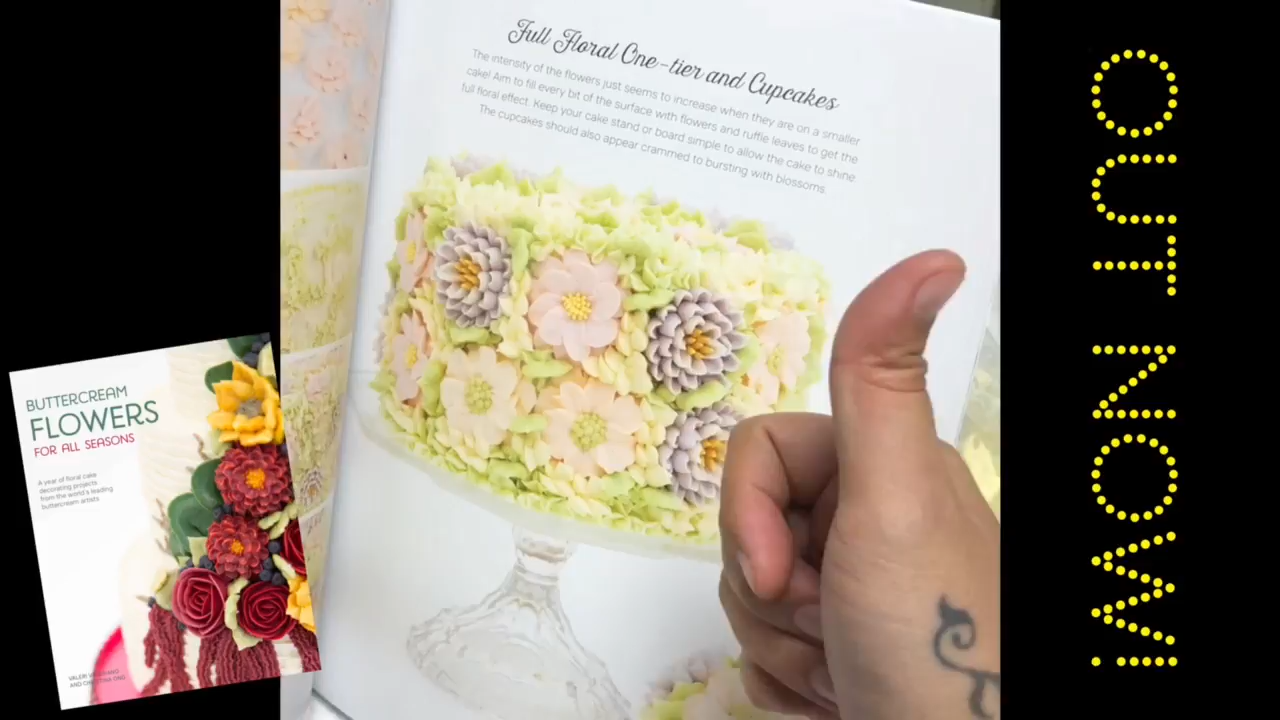 Full Floral One-tier and Cupcakes
The intensity of the flowers just seems to increase when they are on a smaller
cake! Aim to fill every bit of the surface with flowers and ruffle leaves to get the
full floral effect. Keep your cake stand or board simple to allow the cake to shine.
The cupcakes should also appear crammed to bursting with blossoms.
BUTTERCREAM
FLOWERS
FOR ALL SEASONS
A year of floral cake
decorating projects
from the world's leading
buttercream artists
AND CHRISTINA ONG
OUT NOW!